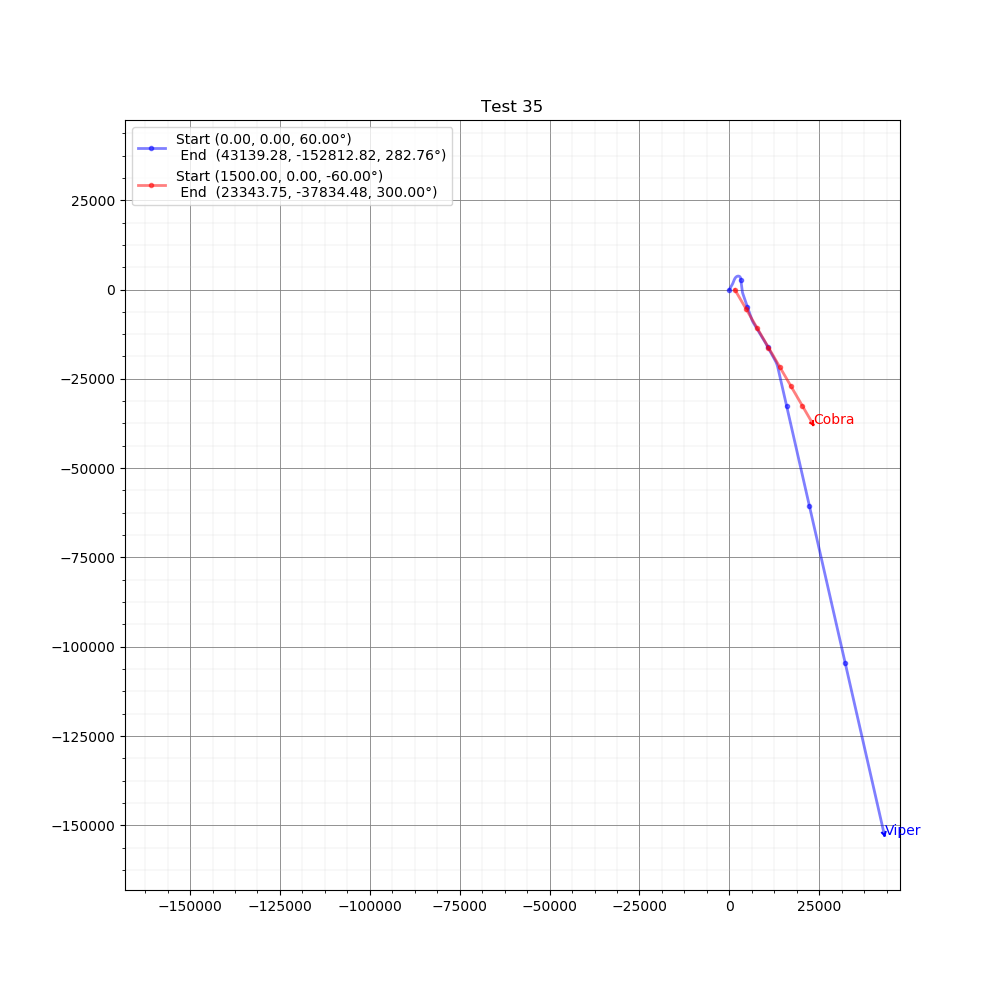 Test 35
Start (0.00, 0.00, 60.00°)
End (43139.28, -152812.82, 282.76°)
Start (1500.00, 0.00, -60.00°)
End (23343.75, -37834.48, 300.00°)
25000
0
−25000
−50000
−75000
−100000
−125000
−150000
Cobra
Viper
−150000
−125000
−100000
−75000
−50000
−25000
0
25000